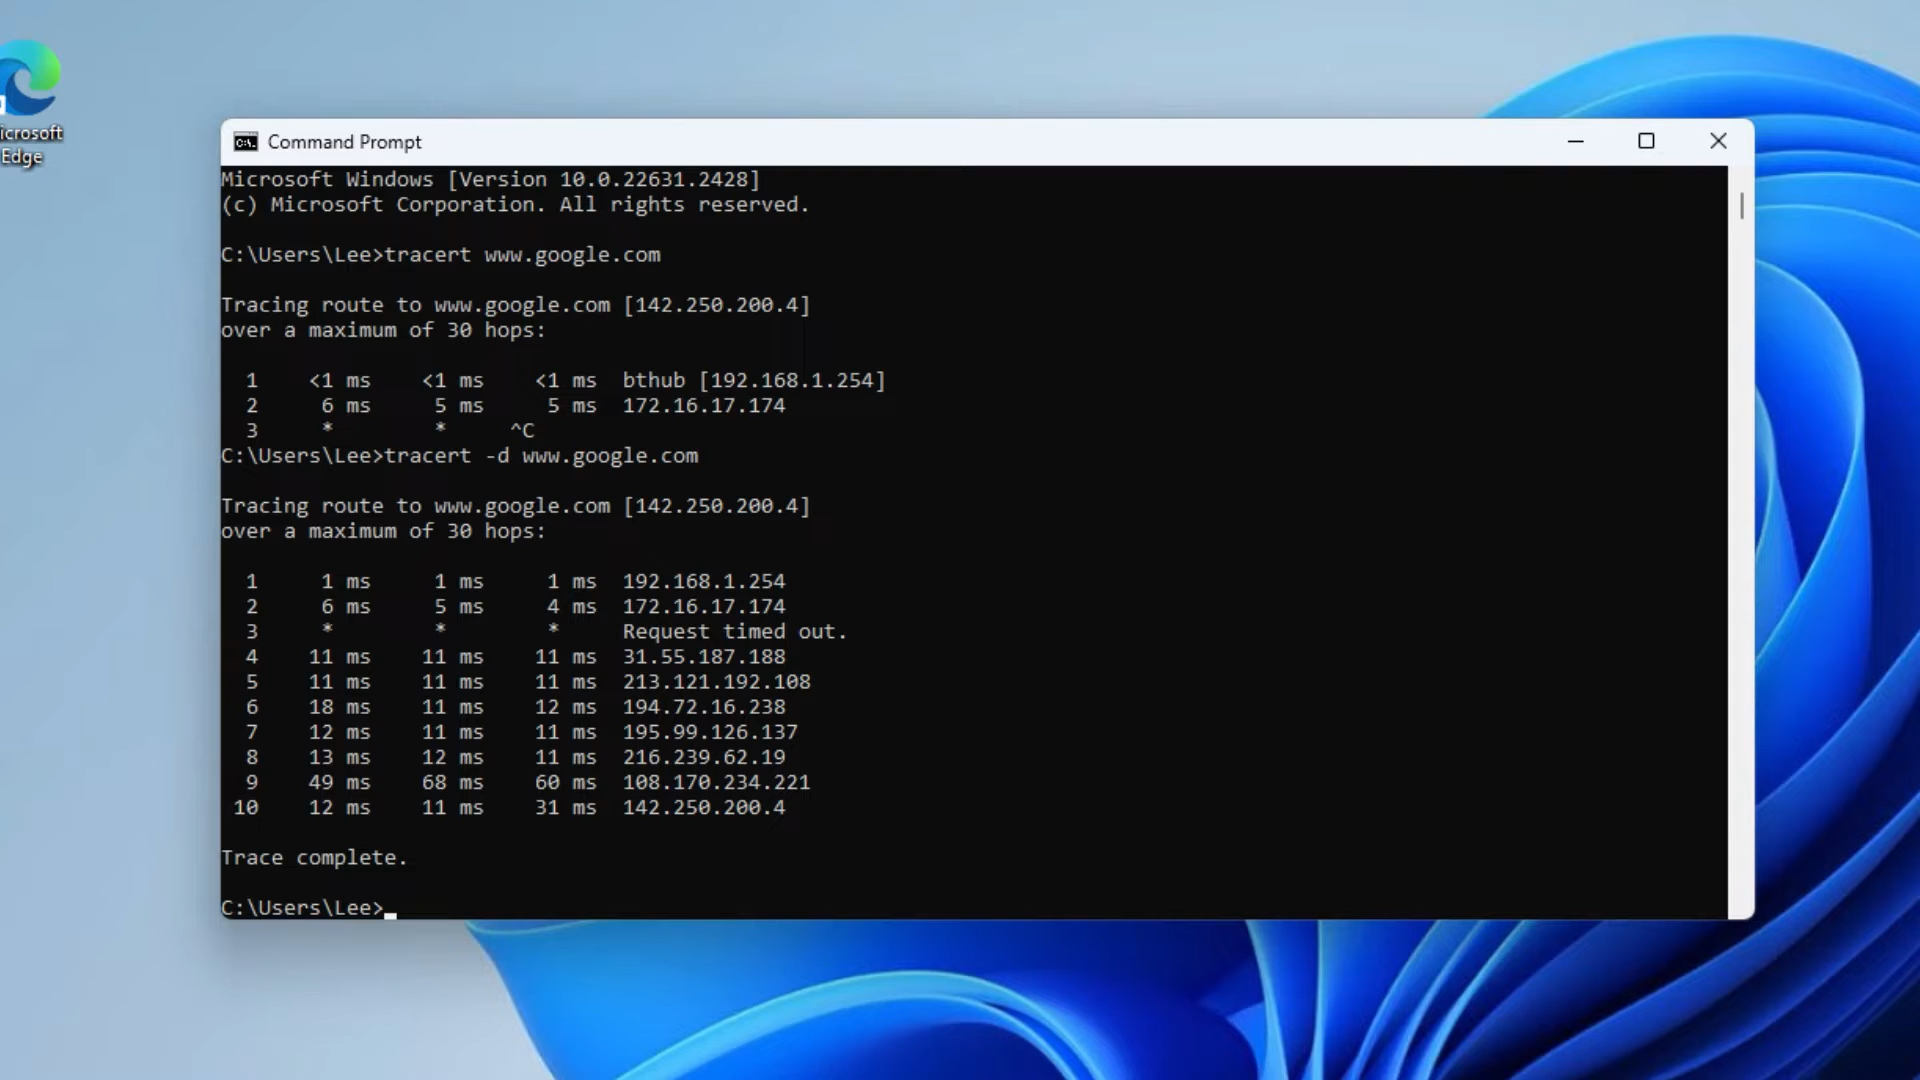 icrosoft
Edge
Command Prompt
Microsoft Windows [Version 10.0.22631.2428]
(c) Microsoft Corporation. All rights reserved.
C:\Users\Lee>tracert www.google.com
Tracing route to www.google.com [142.250.200.4]
over a maximum of 30 hops:
1 <1 ms <1 ms <1 ms bthub [192.168.1.254]
2 6 ms 5 ms 5 ms 172.16.17.174
3 * * ^C
C:\Users\Lee>tracert -d www.google.com
Tracing route to www.google.com [142.250.200.4]
over a maximum of 30 hops:
1 1 ms 1 ms 1 ms 192.168.1.254
2 6 ms 5 ms 4 ms 172.16.17.174
3 * * * Request timed out.
4 11 ms 11 ms 11 ms 31.55.187.188
5 11 ms 11 ms 11 ms 213.121.192.108
6 18 ms 11 ms 12 ms 194.72.16.238
7 12 ms 11 ms 11 ms 195.99.126.137
8 13 ms 12 ms 11 ms 216.239.62.19
9 49 ms 68 ms 60 ms 108.170.234.221
10 12 ms 11 ms 31 ms 142.250.200.4
Trace complete.
C:\Users\Lee>